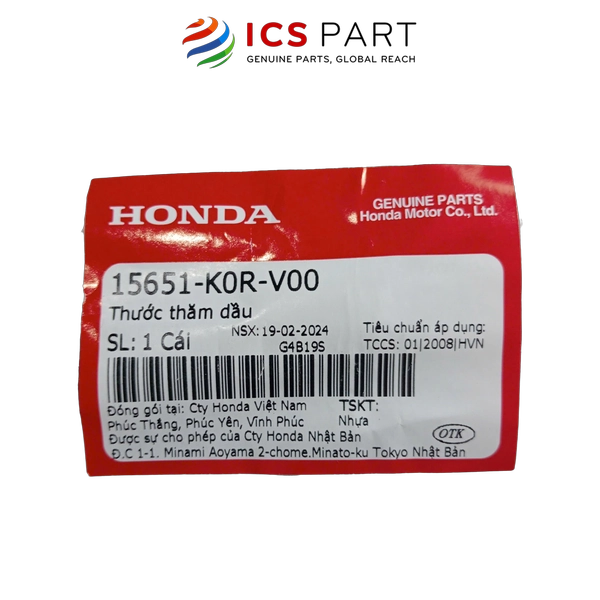 ICS PART
GENUINE PARTS, GLOBAL REACH
HONDA
GENUINE PARTS
Honda Motor Co., Ltd.
15651-K0R-V00
Thước thăm dầu
SL: 1 Cái
NSX: 19-02-2024
G4B19S
Tiêu chuẩn áp dụng:
TCCS: 01|2008|HVN
Đóng gói tại: Cty Honda Việt Nam
Phúc Thắng, Phúc Yên, Vĩnh Phúc
Được sự cho phép của Cty Honda Nhật Bản
Đ.C 1-1. Minami Aoyama 2-chome.Minato-ku Tokyo Nhật Bản
TSKT:
Nhựa
OTK